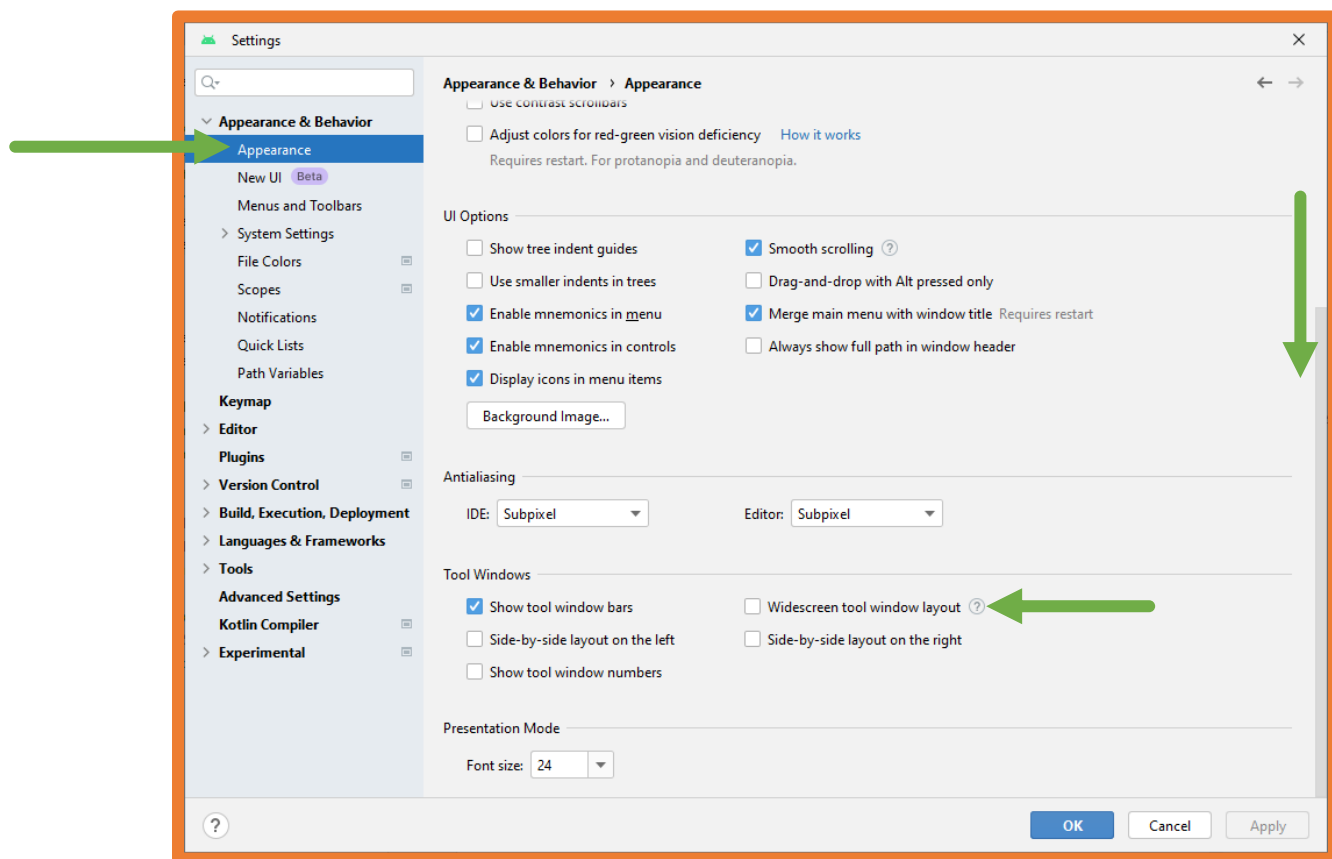 Settings
Appearance & Behavior
Appearance
New UI Beta
Menus and Toolbars
System Settings
File Colors
Scopes
Notifications
Quick Lists
Path Variables
Keymap
Editor
Plugins
Version Control
Build, Execution, Deployment
Languages & Frameworks
Tools
Advanced Settings
Kotlin Compiler
Experimental
Appearance & Behavior › Appearance
Use contrast scrollbars
Adjust colors for red-green vision deficiency How it works
Requires restart. For protanopia and deuteranopia.
UI Options
Show tree indent guides Smooth scrolling ?
Use smaller indents in trees Drag-and-drop with Alt pressed only
Enable mnemonics in menu Merge main menu with window title Requires restart
Enable mnemonics in controls Always show full path in window header
Display icons in menu items
Background Image...
Antialiasing
IDE: Subpixel Editor: Subpixel
Tool Windows
Show tool window bars Widescreen tool window layout ?
Side-by-side layout on the left Side-by-side layout on the right
Show tool window numbers
Presentation Mode
Font size: 24
? OK Cancel Apply